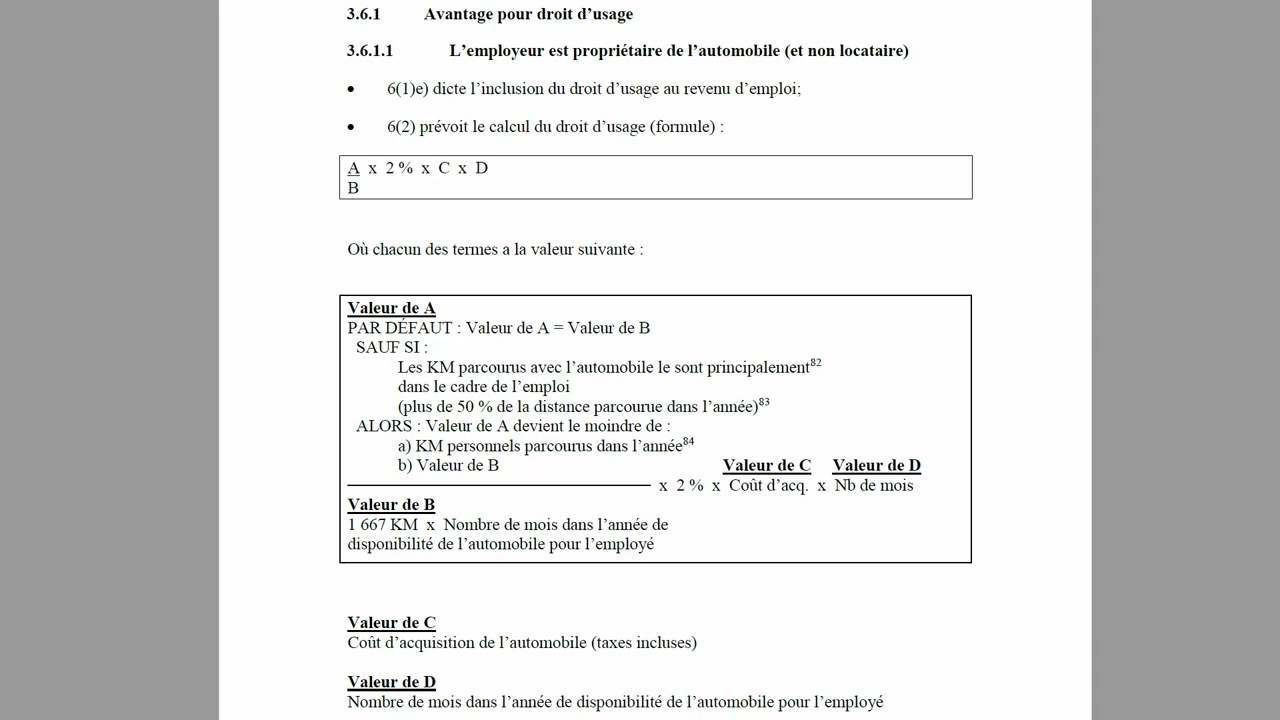 3.6.1 Avantage pour droit d’usage
3.6.1.1 L’employeur est propriétaire de l’automobile (et non locataire)
• 6(1)e) dicte l’inclusion du droit d’usage au revenu d’emploi;
• 6(2) prévoit le calcul du droit d’usage (formule) :
A x 2 % x C x D
B
Où chacun des termes a la valeur suivante :
Valeur de A
PAR DÉFAUT : Valeur de A = Valeur de B
SAUF SI :
Les KM parcourus avec l’automobile le sont principalement82
dans le cadre de l’emploi
(plus de 50 % de la distance parcourue dans l’année)83
ALORS : Valeur de A devient le moindre de :
a) KM personnels parcourus dans l’année84
b) Valeur de B Valeur de C Valeur de D
x 2 % x Coût d’acq. x Nb de mois
Valeur de B
1 667 KM x Nombre de mois dans l’année de
disponibilité de l’automobile pour l’employé
Valeur de C
Coût d’acquisition de l’automobile (taxes incluses)
Valeur de D
Nombre de mois dans l’année de disponibilité de l’automobile pour l’employé